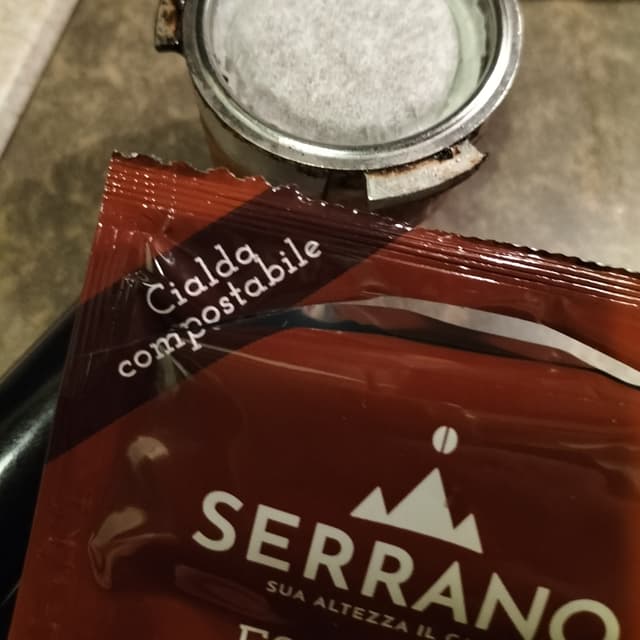 Cialda
compostabile
SERRANO
SUA ALTEZZA IL